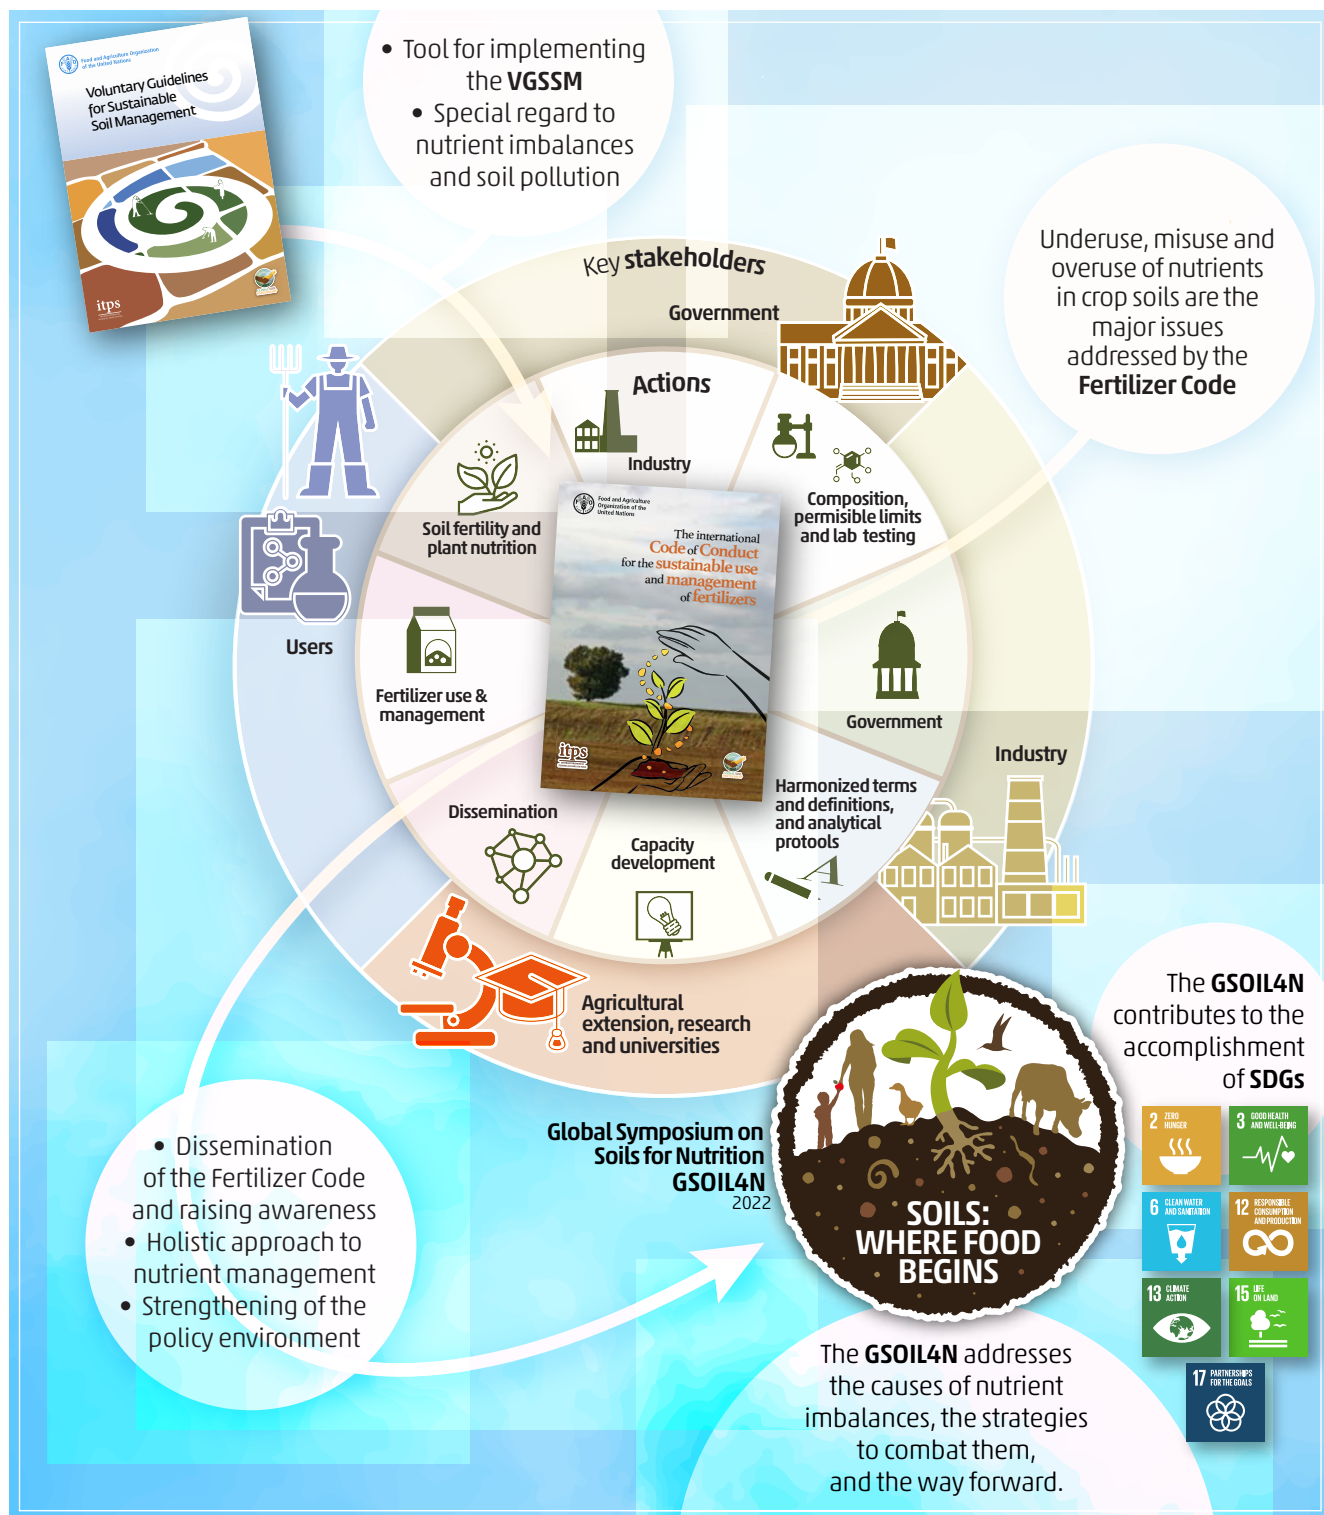 Food and Agriculture Organization
of the United Nations
Voluntary Guidelines
for Sustainable
Soil Management
itps
• Tool for implementing
the VGSSM
• Special regard to
nutrient imbalances
and soil pollution
Underuse, misuse and
overuse of nutrients
in crop soils are the
major issues
addressed by the
Fertilizer Code
Key stakeholders
Government
Actions
Industry
Composition,
permisible limits
and lab testing
Soil fertility and
plant nutrition
Food and Agriculture
Organization of the
United Nations
The international
Code of Conduct
for the sustainable use
and management
of fertilizers
itps
Users
Fertilizer use &
management
Government
Industry
Harmonized terms
and definitions,
and analytical
protools
Dissemination
Capacity
development
A
Agricultural
extension, research
and universities
Global Symposium on
Soils for Nutrition
GSOIL4N
2022
SOILS:
WHERE FOOD
BEGINS
The GSOIL4N
contributes to the
accomplishment
of SDGs
2 ZERO
HUNGER
3 GOOD HEALTH
AND WELL-BEING
6 CLEAN WATER
AND SANITATION
12 RESPONSIBLE
CONSUMPTION
AND PRODUCTION
13 CLIMATE
ACTION
15 LIFE
ON LAND
17 PARTNERSHIPS
FOR THE GOALS
• Dissemination
of the Fertilizer Code
and raising awareness
• Holistic approach to
nutrient management
• Strengthening of the
policy environment
The GSOIL4N addresses
the causes of nutrient
imbalances, the strategies
to combat them,
and the way forward.